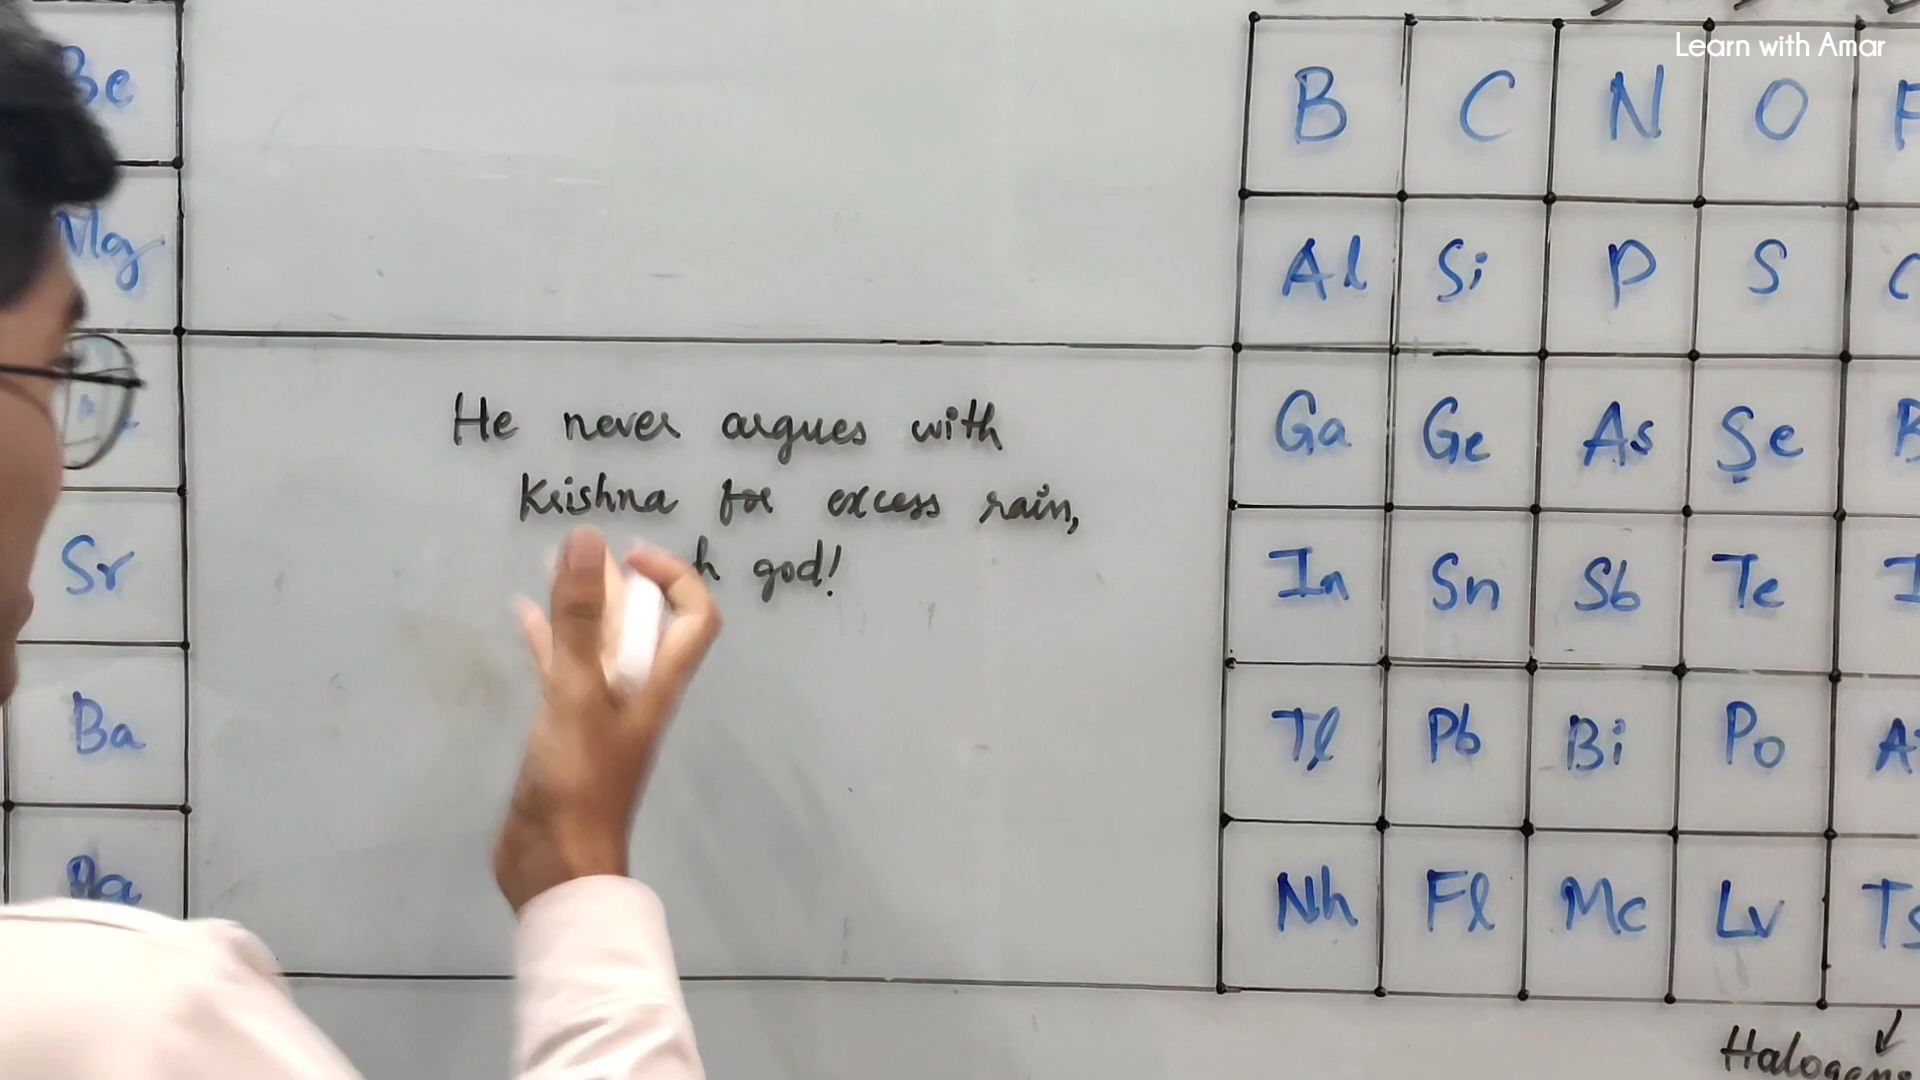 Learn with Amar
Be
B C N O F
Mg
Al Si P S
He never argues with
Krishna for excess rain,
god!
Ga Ge As Se
Sr
In Sn Sb Te I
Ba
Tl Pb Bi Po
Nh Fl Mc Lv Ts
Halogens